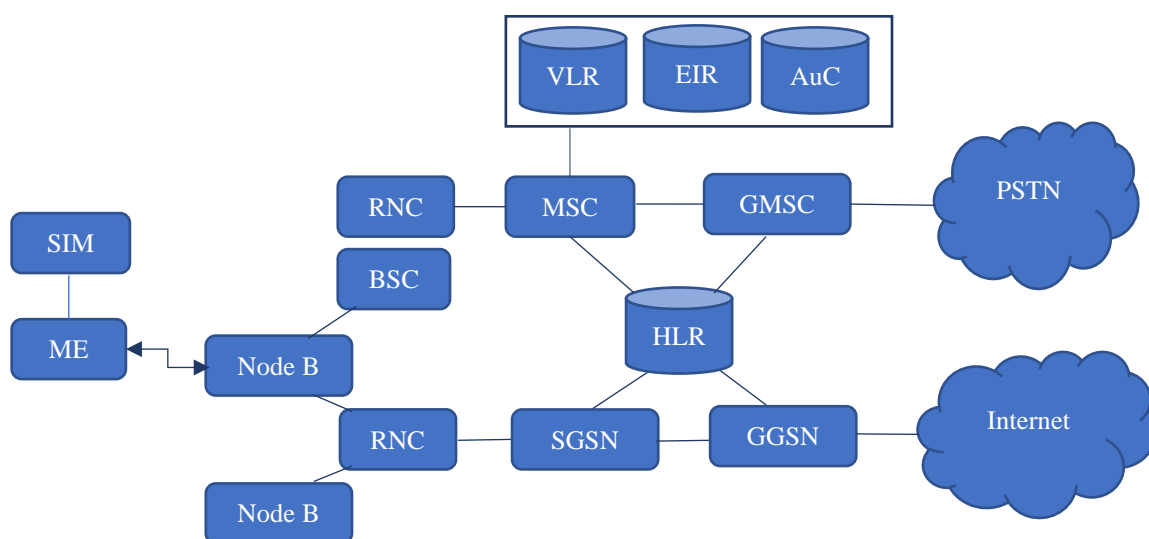 VLR
EIR
AuC
RNC
MSC
GMSC
PSTN
SIM
BSC
ME
Node B
HLR
RNC
SGSN
GGSN
Internet
Node B